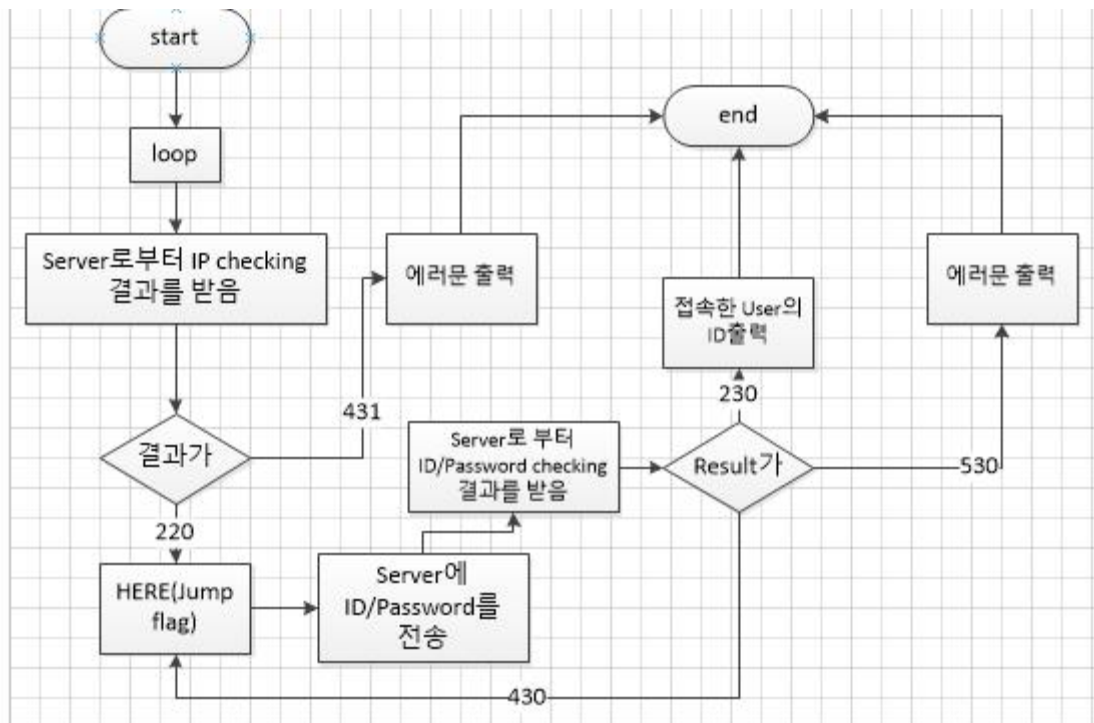 start
loop
Server로부터 IP checking
결과를 받음
결과가
431
220
에러문 출력
HERE(Jump
flag)
Server에
ID/Password를
전송
Server로 부터
ID/Password checking
결과를 받음
Result가
230
접속한 User의
ID출력
530
에러문 출력
430
end